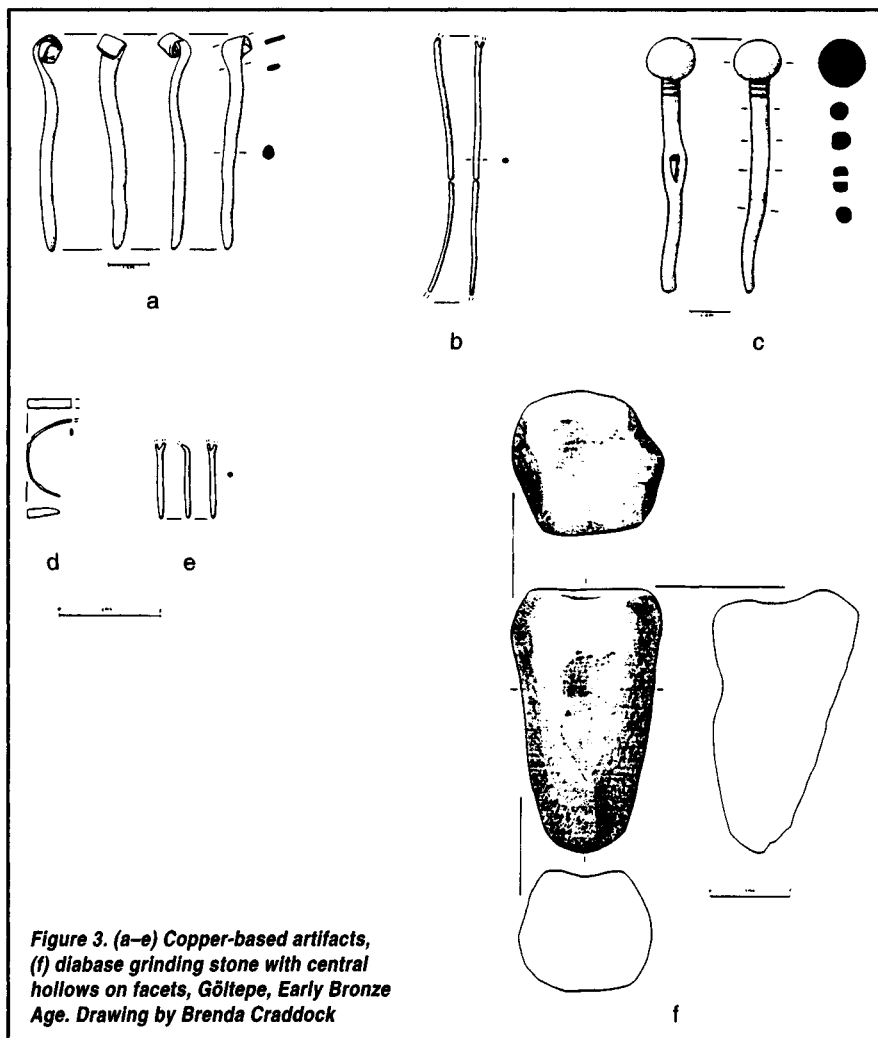 a
b
c
d
e
Figure 3. (a–e) Copper-based artifacts,
(f) diabase grinding stone with central
hollows on facets, Göltepe, Early Bronze
Age. Drawing by Brenda Craddock
f